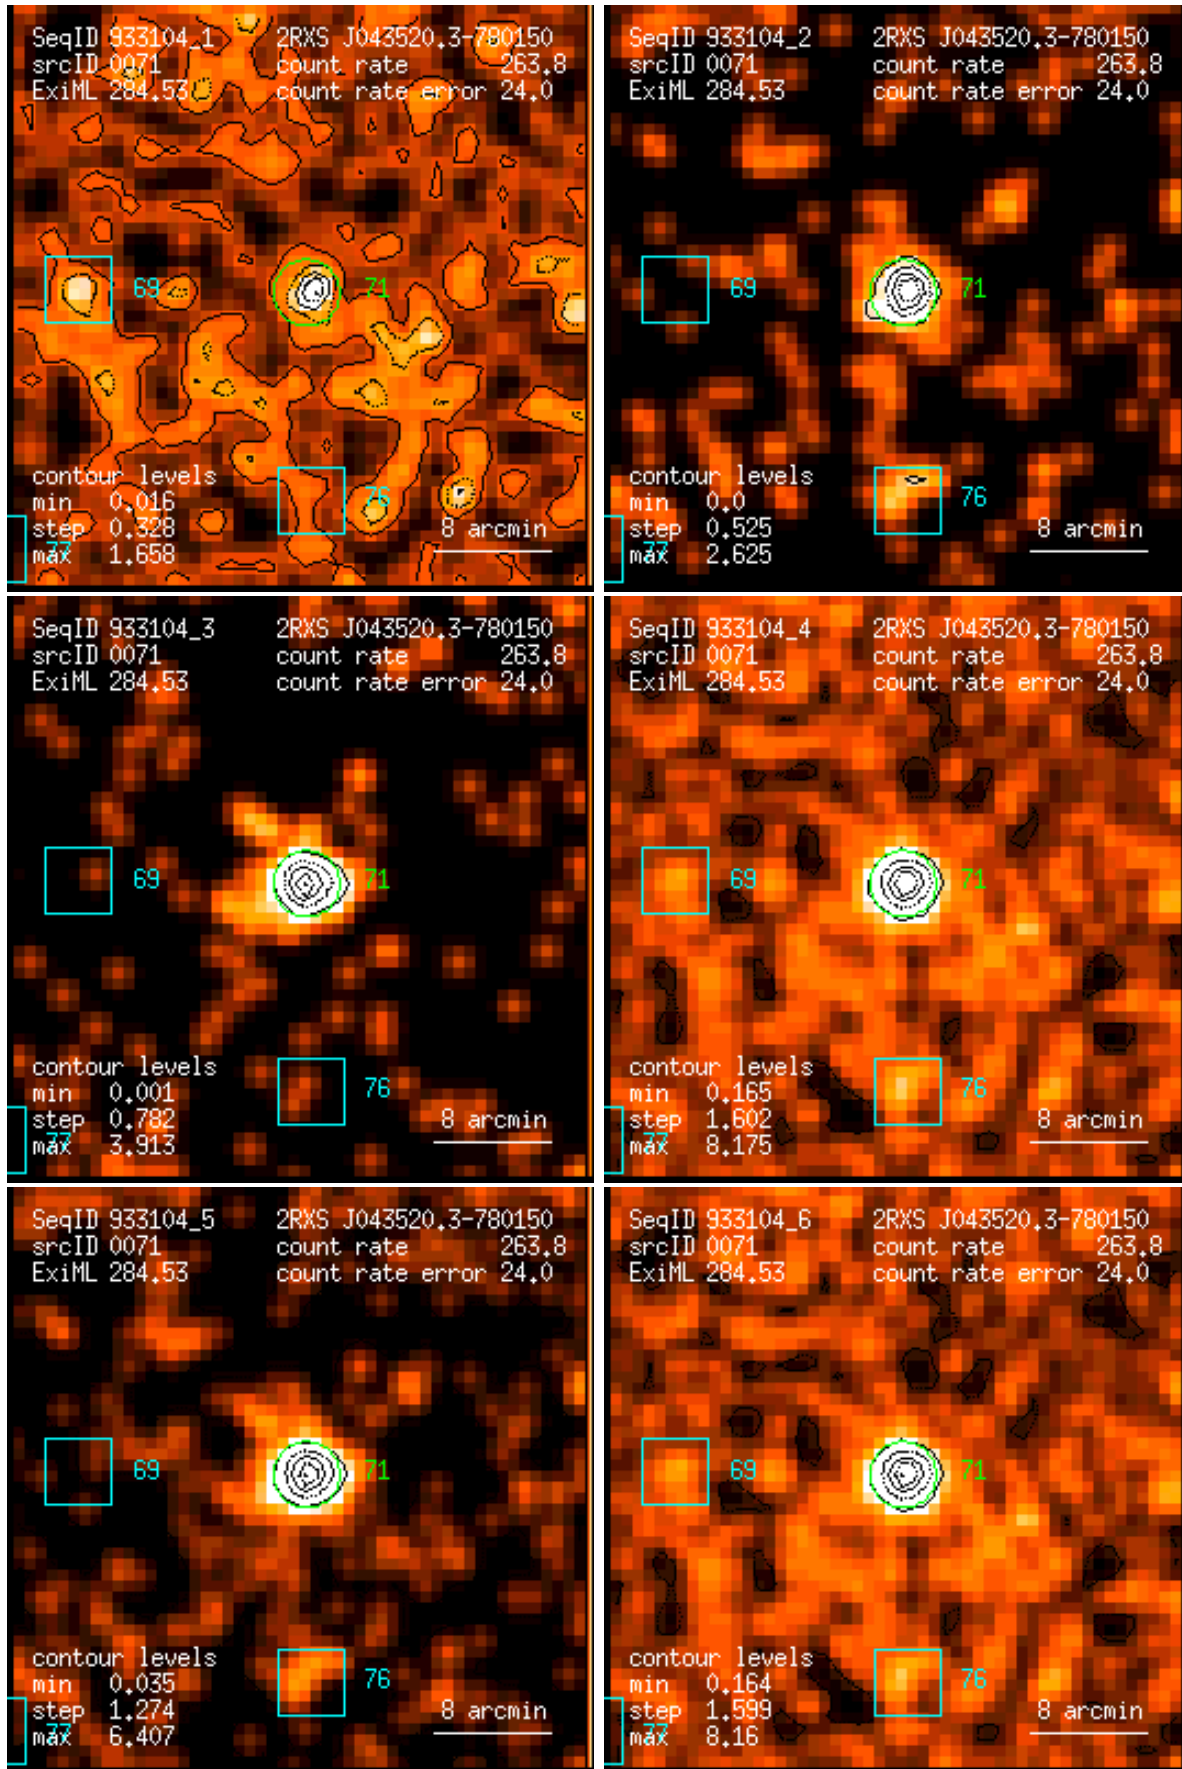 SeqID 933104_1 2RXS J043520.3-780150
srcID 0071 count rate 263.8
ExiML 284.53 count rate error 24.0
69 71
contour levels
min 0.016 76
step 0.328 8 arcmin
max 1.658
77
SeqID 933104_2 2RXS J043520.3-780150
srcID 0071 count rate 263.8
ExiML 284.53 count rate error 24.0
69 71
contour levels
min 0.0 76
step 0.525 8 arcmin
max 2.625
77
SeqID 933104_3 2RXS J043520.3-780150
srcID 0071 count rate 263.8
ExiML 284.53 count rate error 24.0
69 71
contour levels
min 0.001 76
step 0.782 8 arcmin
max 3.913
77
SeqID 933104_4 2RXS J043520.3-780150
srcID 0071 count rate 263.8
ExiML 284.53 count rate error 24.0
69 71
contour levels
min 0.165 76
step 1.602 8 arcmin
max 8.175
77
SeqID 933104_5 2RXS J043520.3-780150
srcID 0071 count rate 263.8
ExiML 284.53 count rate error 24.0
69 71
contour levels
min 0.035 76
step 1.274 8 arcmin
max 6.407
77
SeqID 933104_6 2RXS J043520.3-780150
srcID 0071 count rate 263.8
ExiML 284.53 count rate error 24.0
69 71
contour levels
min 0.164 76
step 1.599 8 arcmin
max 8.16
77